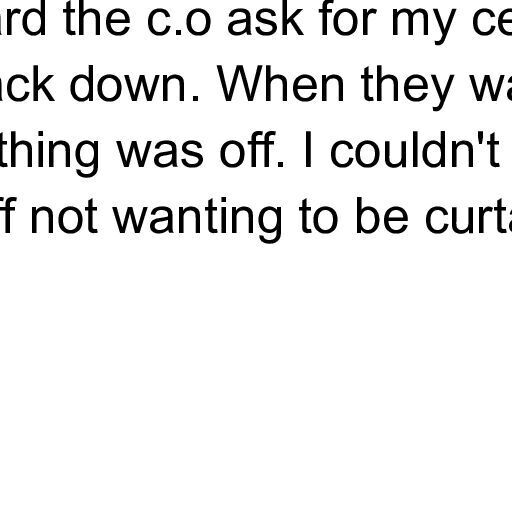 ard the c.o ask for my ce
ack down. When they wa
thing was off. I couldn't
ff not wanting to be curta